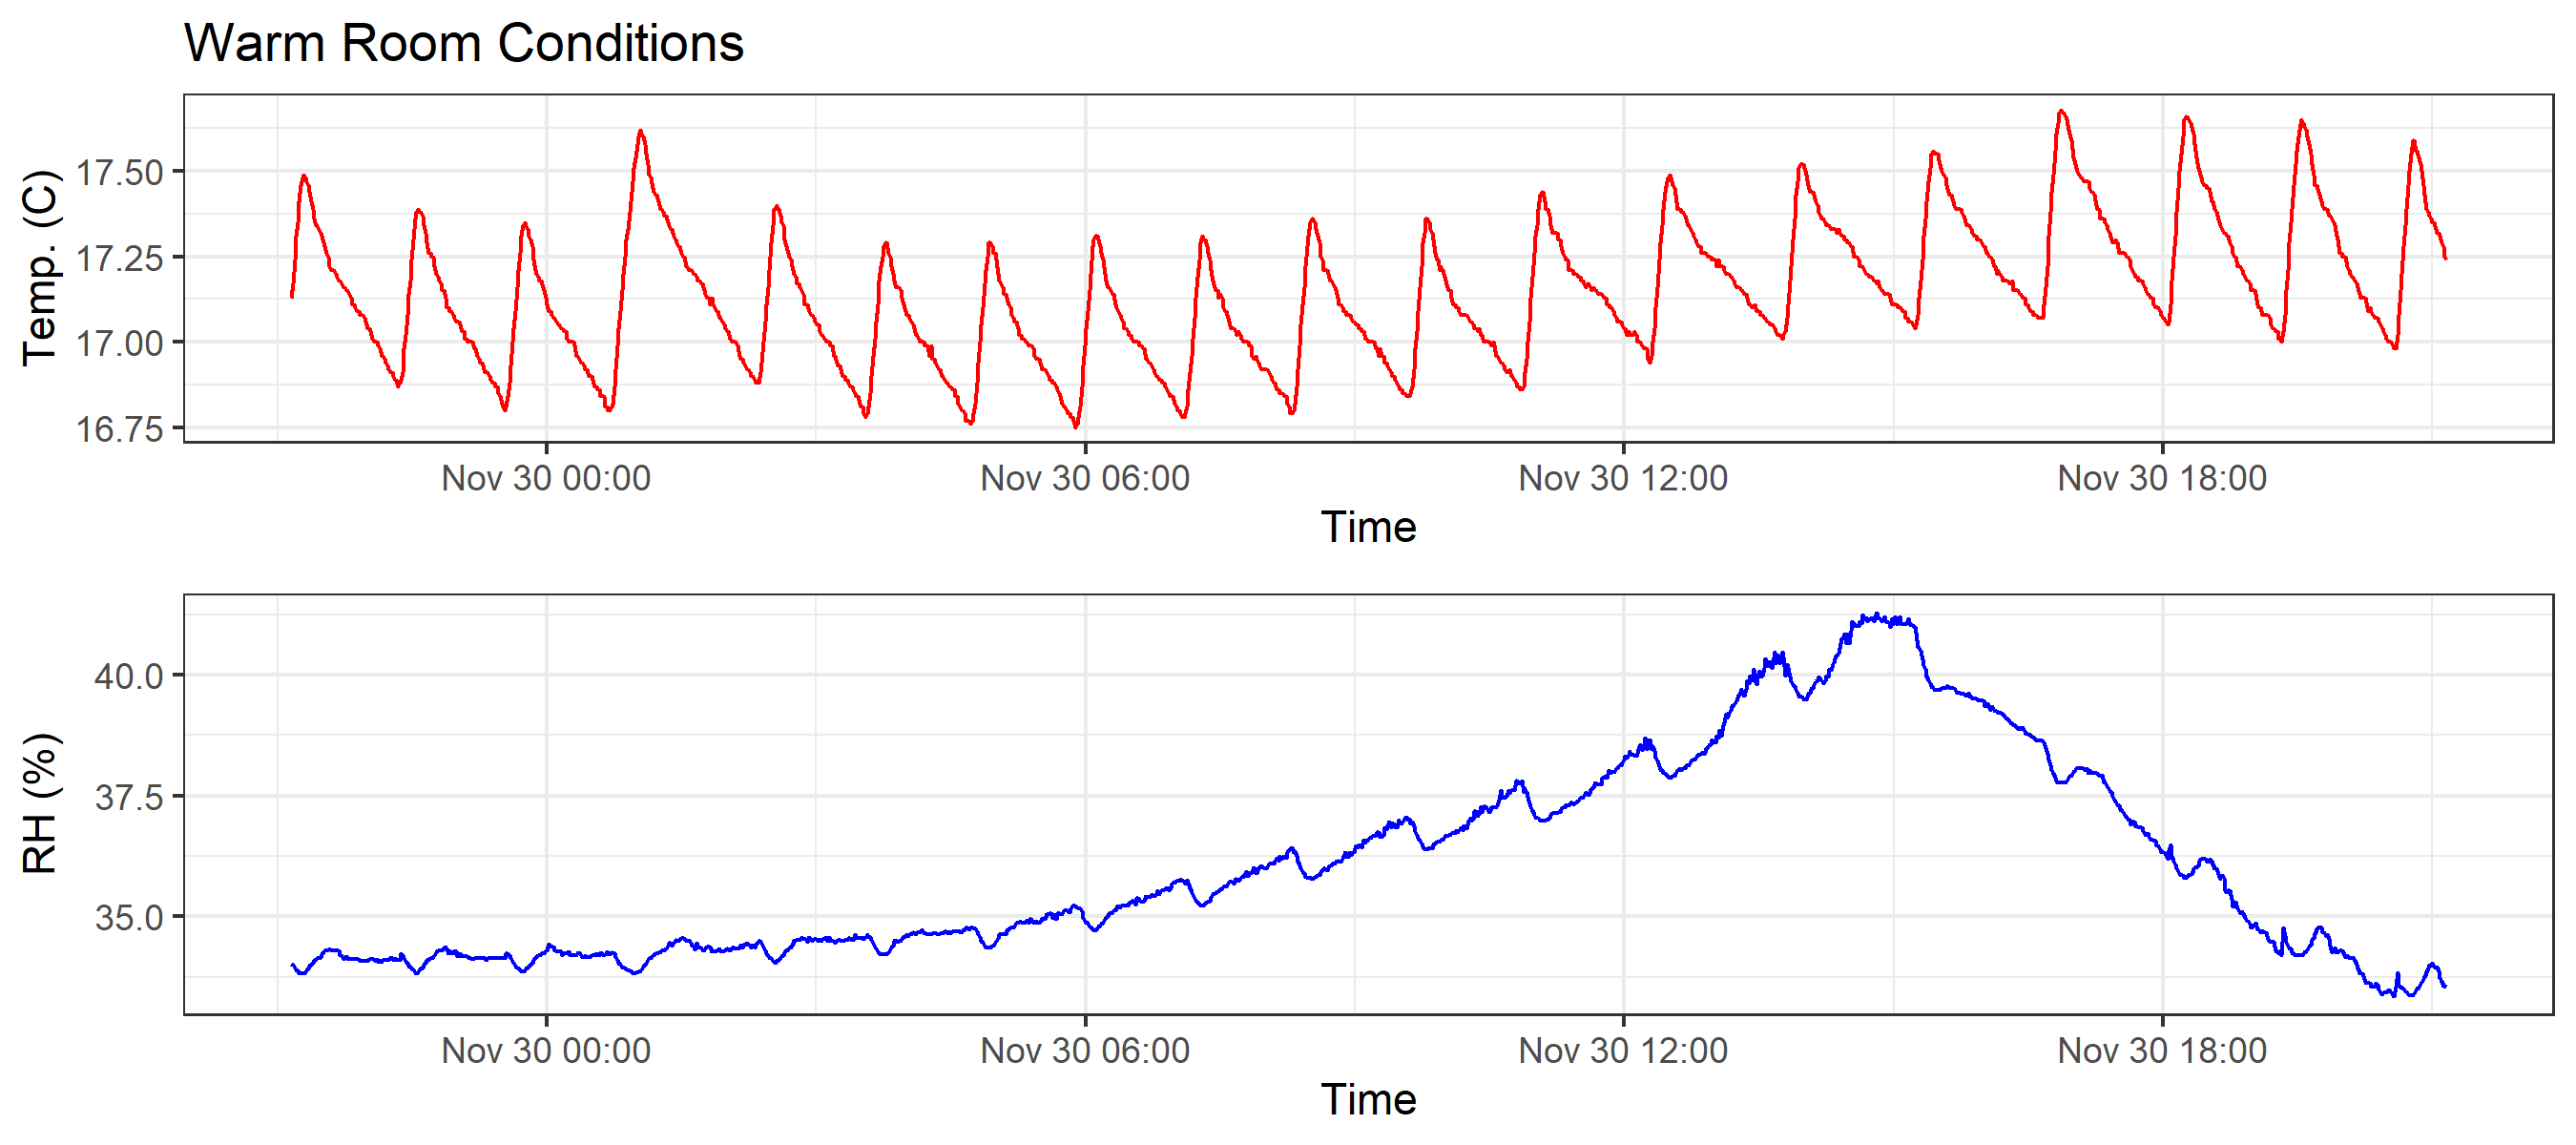 Warm Room Conditions
Temp. (C)
17.50
17.25
17.00
16.75
Nov 30 00:00 Nov 30 06:00 Nov 30 12:00 Nov 30 18:00
Time
RH (%)
40.0
37.5
35.0
Nov 30 00:00 Nov 30 06:00 Nov 30 12:00 Nov 30 18:00
Time